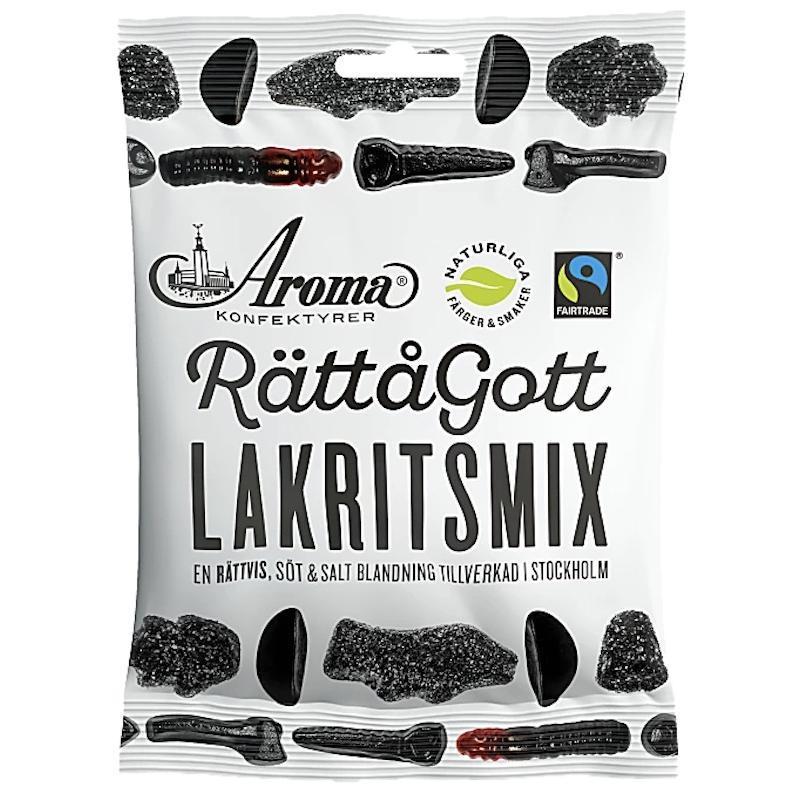 Aroma®
KONFEKTYRER
NATURLIGA
FÄRGER & SMAKER
®
FAIRTRADE
RättåGott
LAKRITSMIX
EN RÄTTVIS, SÖT & SALT BLANDNING TILLVERKAD I STOCKHOLM